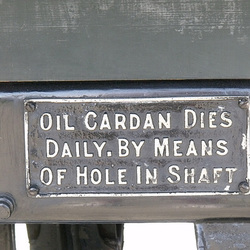 OIL CARDAN DIES
DAILY. BY MEANS
OF HOLE IN SHAFT